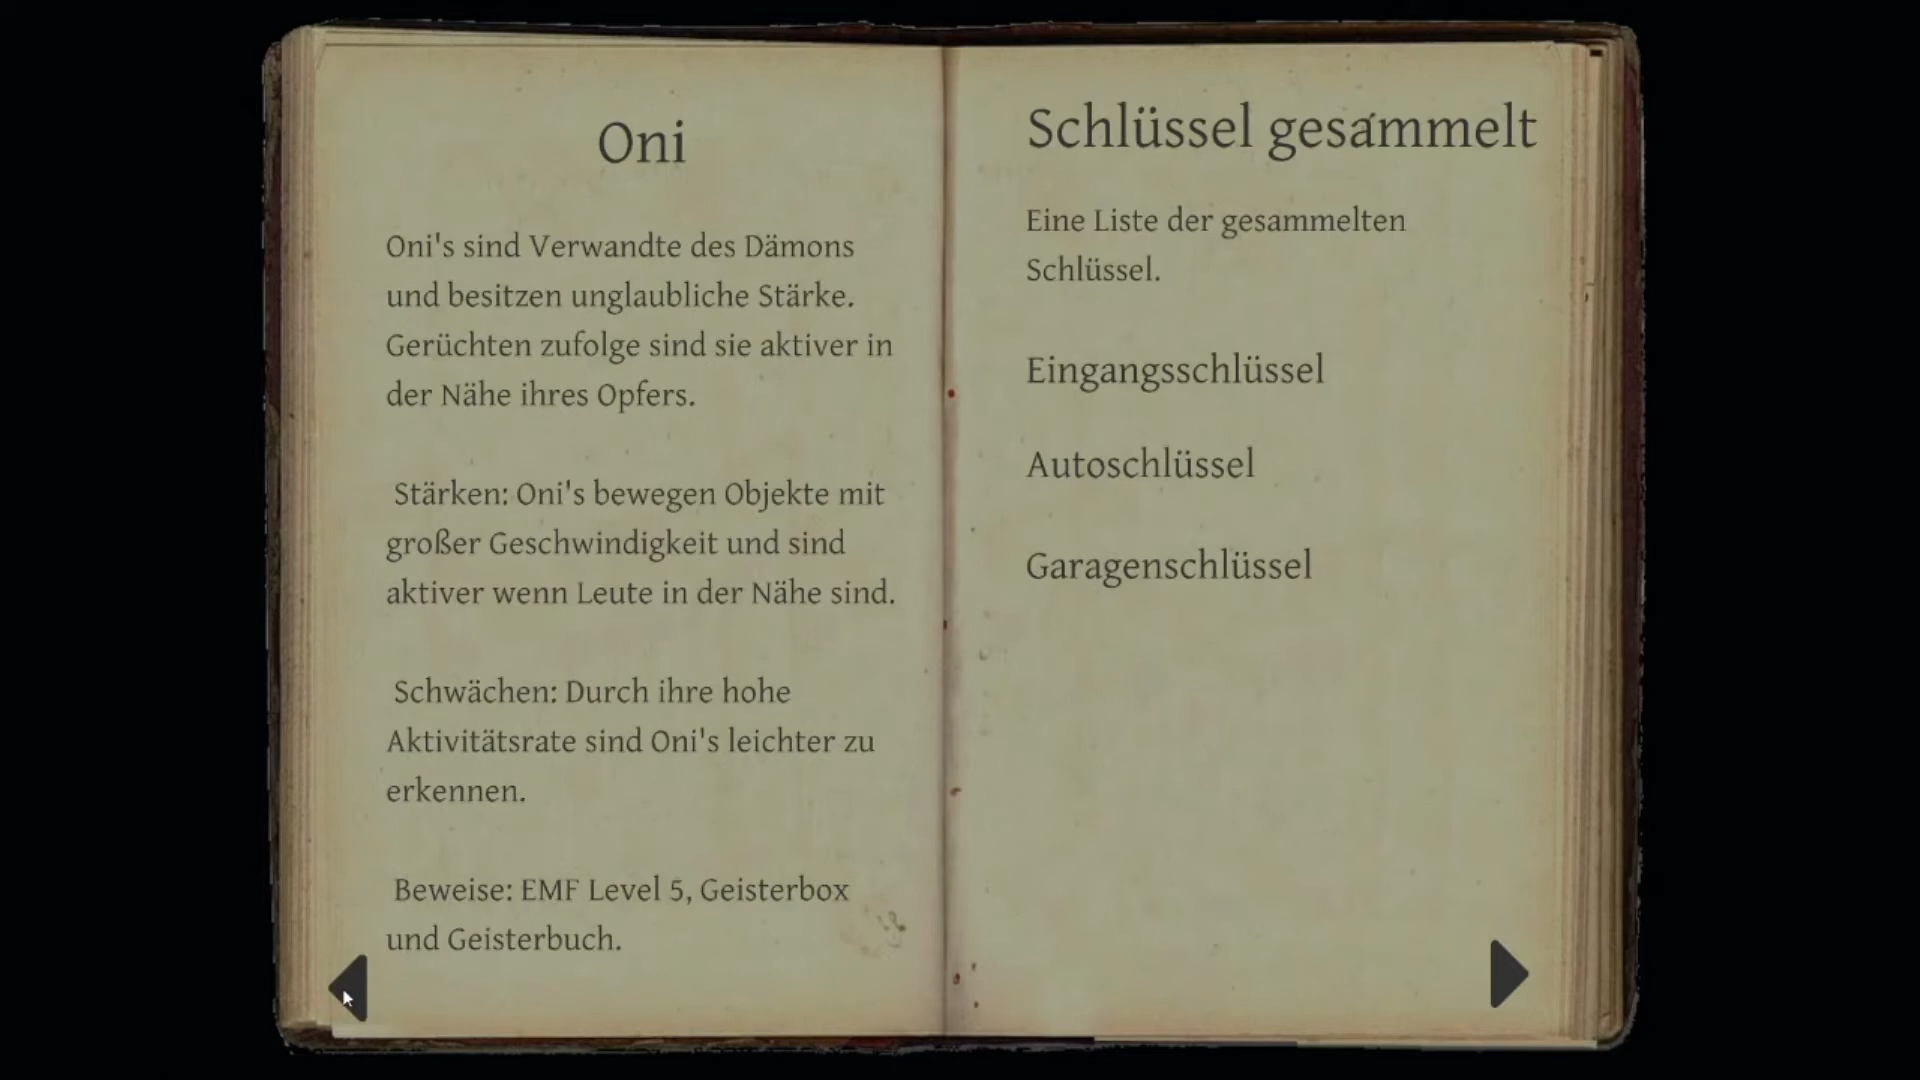 Oni
Oni's sind Verwandte des Dämons
und besitzen unglaubliche Stärke.
Gerüchten zufolge sind sie aktiver in
der Nähe ihres Opfers.
Stärken: Oni's bewegen Objekte mit
großer Geschwindigkeit und sind
aktiver wenn Leute in der Nähe sind.
Schwächen: Durch ihre hohe
Aktivitätsrate sind Oni's leichter zu
erkennen.
Beweise: EMF Level 5, Geisterbox
und Geisterbuch.
Schlüssel gesammelt
Eine Liste der gesammelten
Schlüssel.
Eingangsschlüssel
Autoschlüssel
Garagenschlüssel